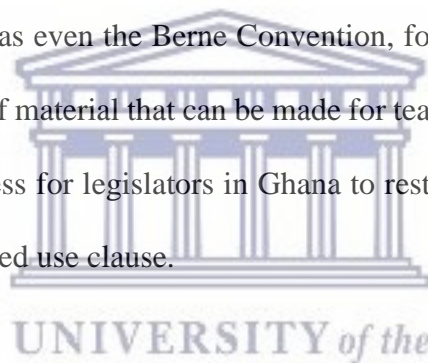 as even the Berne Convention, fo
f material that can be made for tea
ess for legislators in Ghana to rest
ed use clause.
UNIVERSITY of the